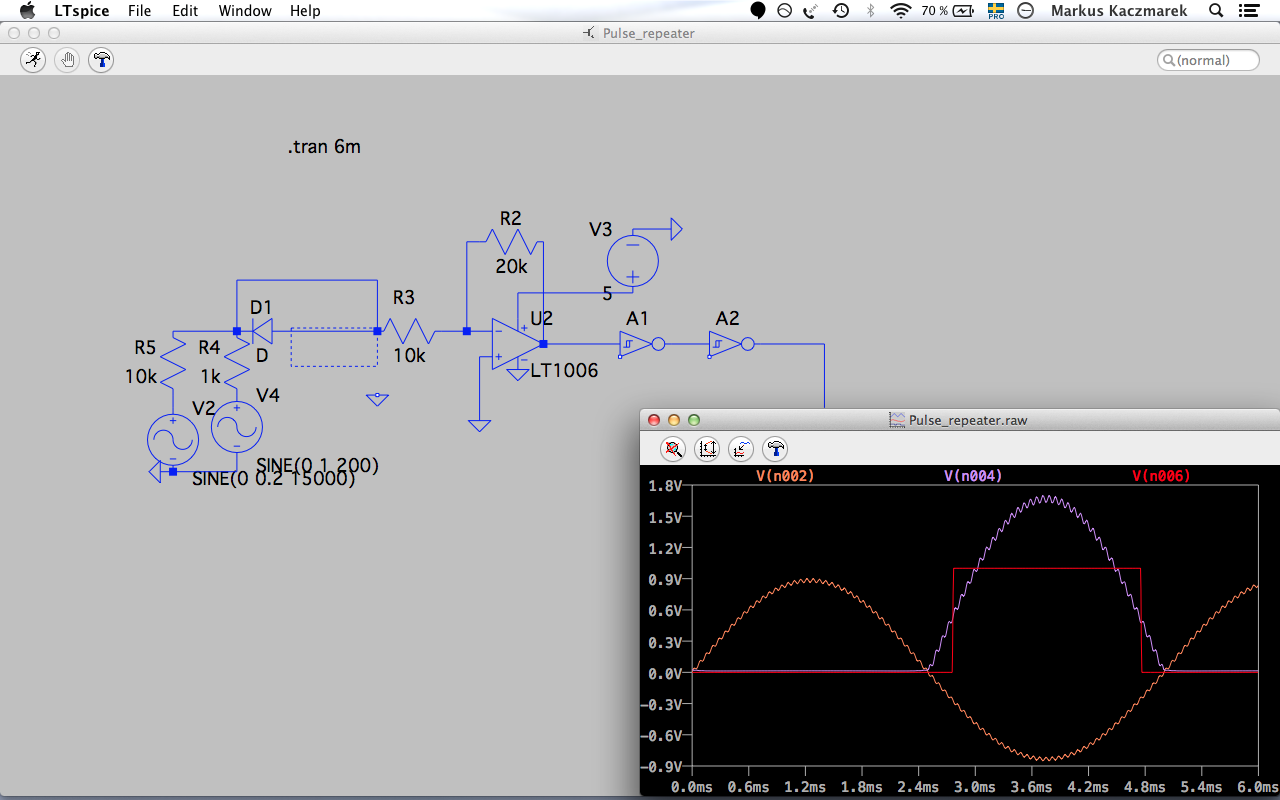 LTspice File Edit Window Help 70 % PRO Markus Kaczmarek
Pulse_repeater
(normal)
.tran 6m
R2
V3
20k
5
D1
R3
U2
A1
A2
R5
R4
D
10k
10k
1k
LT1006
V2
V4
SINE(0 1 200)
SINE(0 0.2 15000)
Pulse_repeater.raw
V(n002) V(n004) V(n006)
1.8V
1.5V
1.2V
0.9V
0.6V
0.3V
0.0V
-0.3V
-0.6V
-0.9V
0.0ms 0.6ms 1.2ms 1.8ms 2.4ms 3.0ms 3.6ms 4.2ms 4.8ms 5.4ms 6.0ms